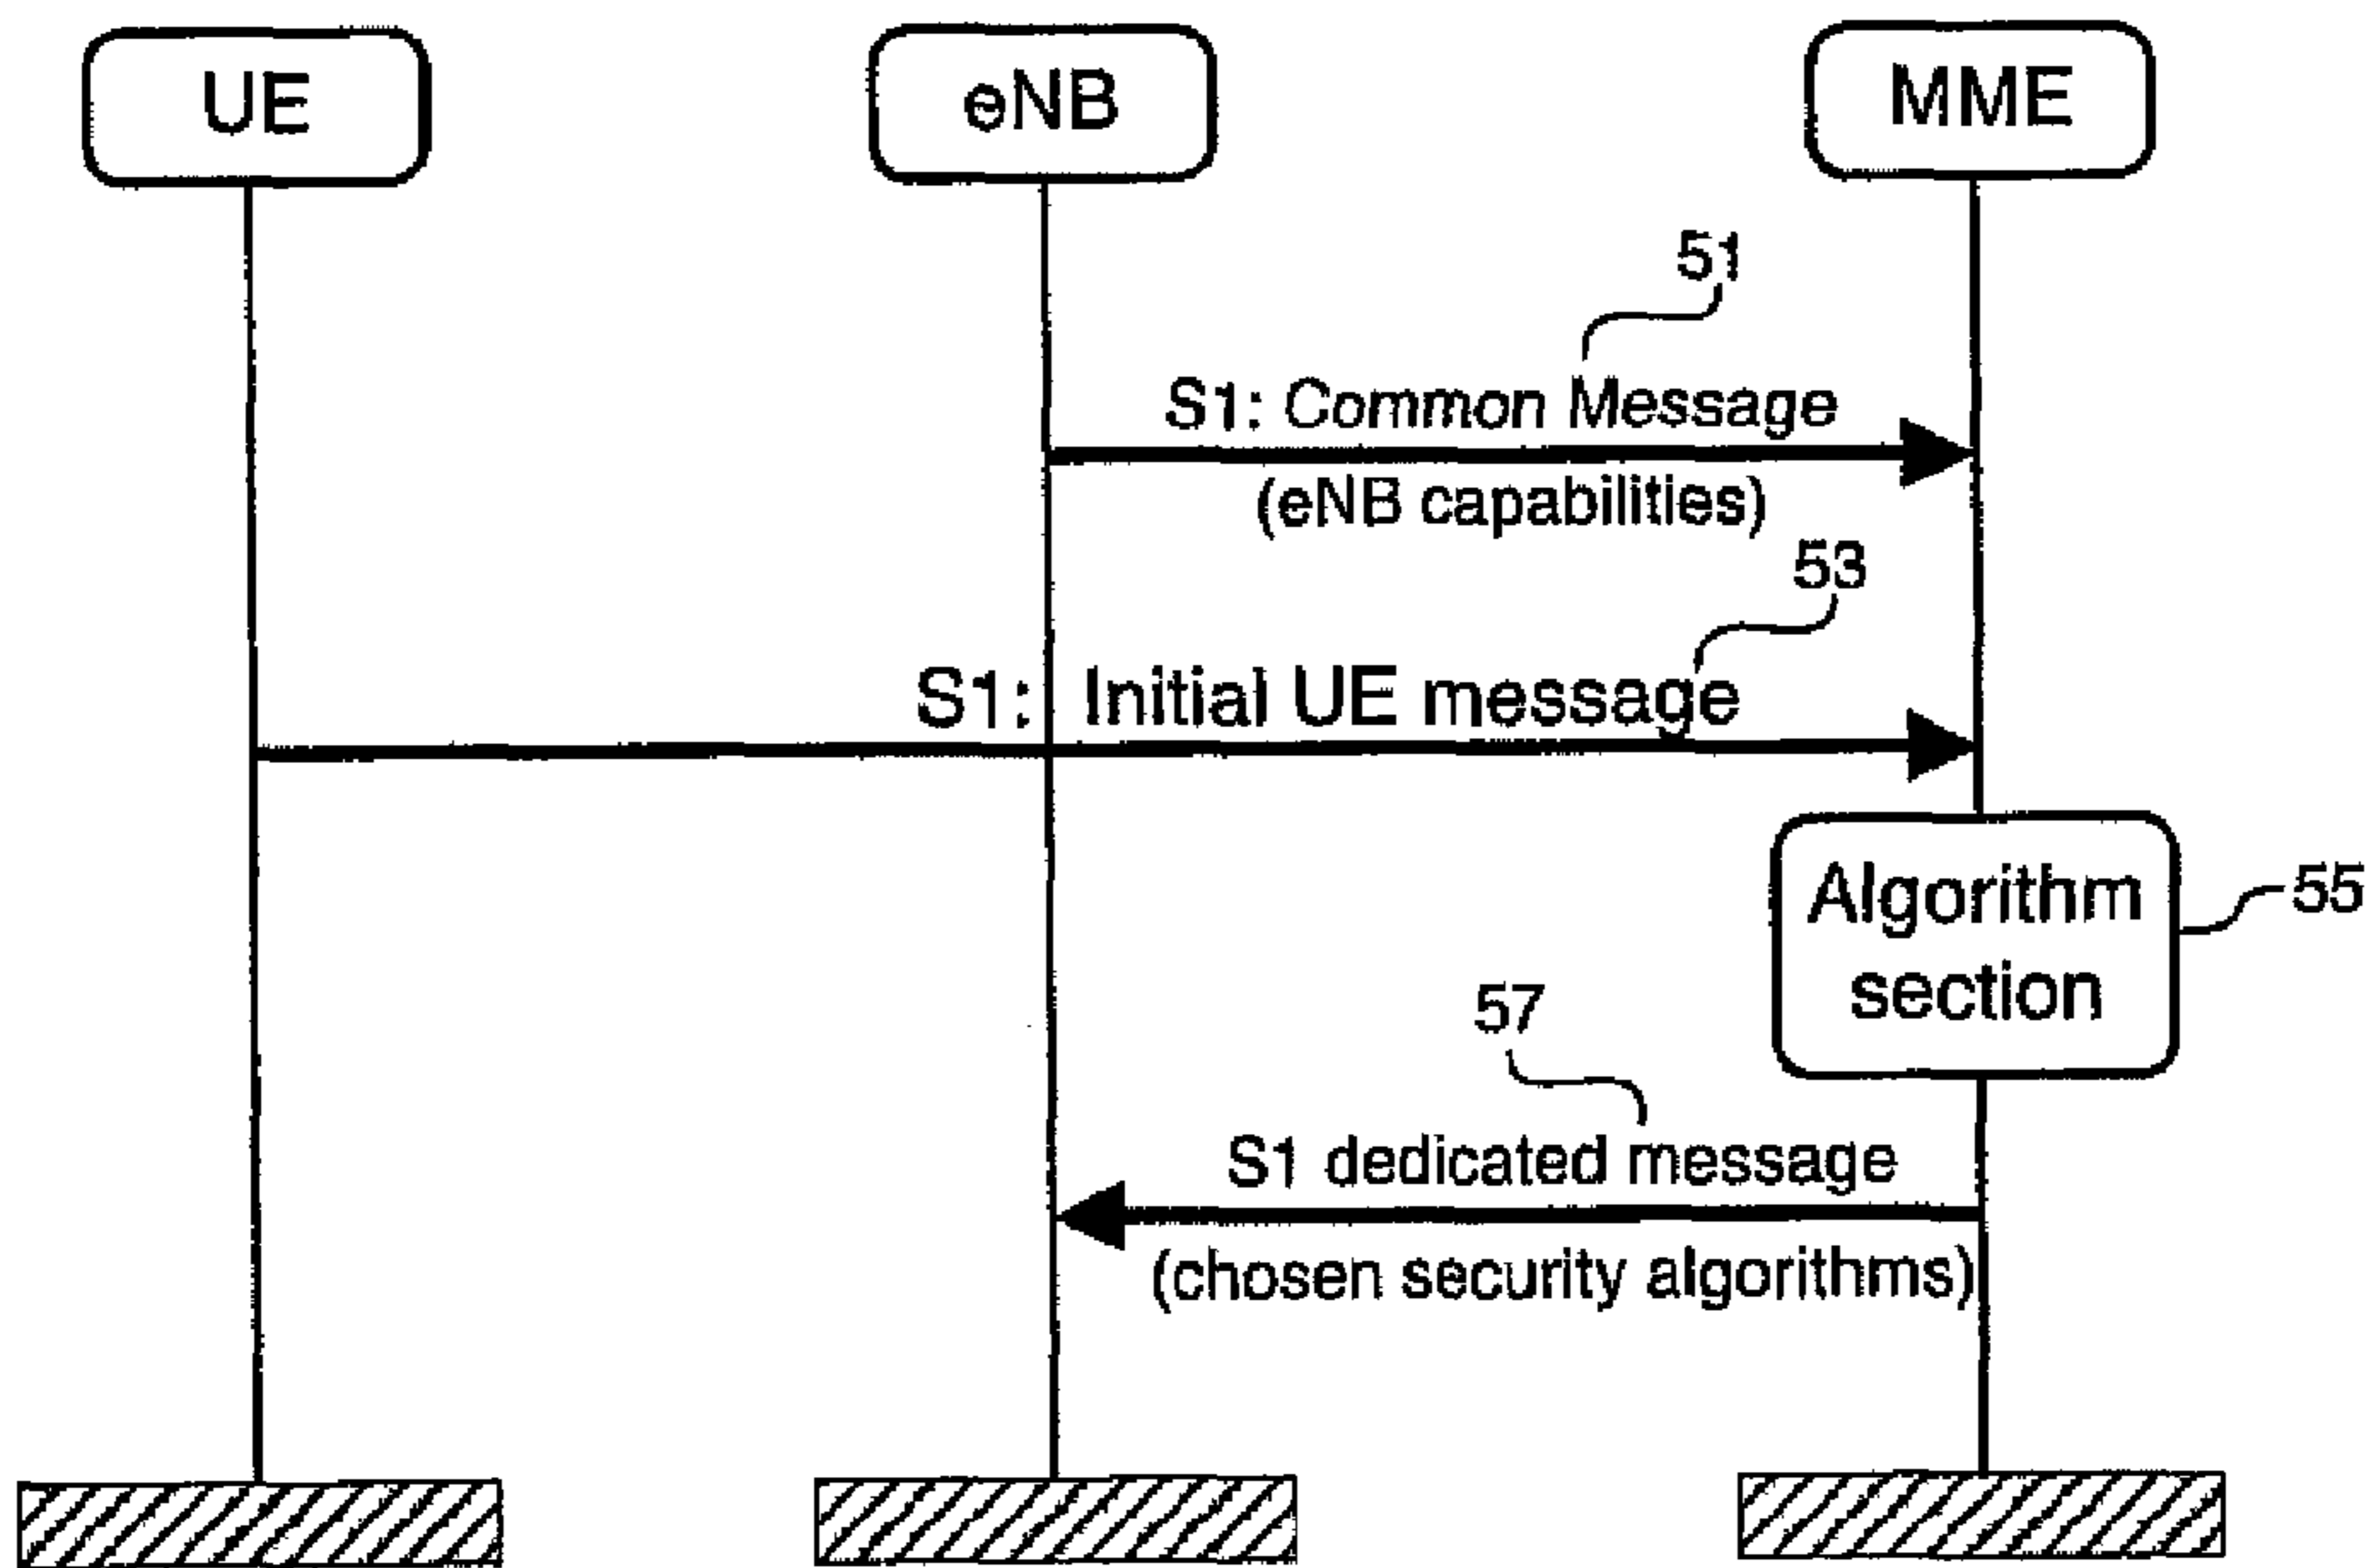 UE
eNB
MME
51
S1: Common Message
(eNB capabilities)
53
S1: Initial UE message
Algorithm
section
55
57
S1 dedicated message
(chosen security algorithms)